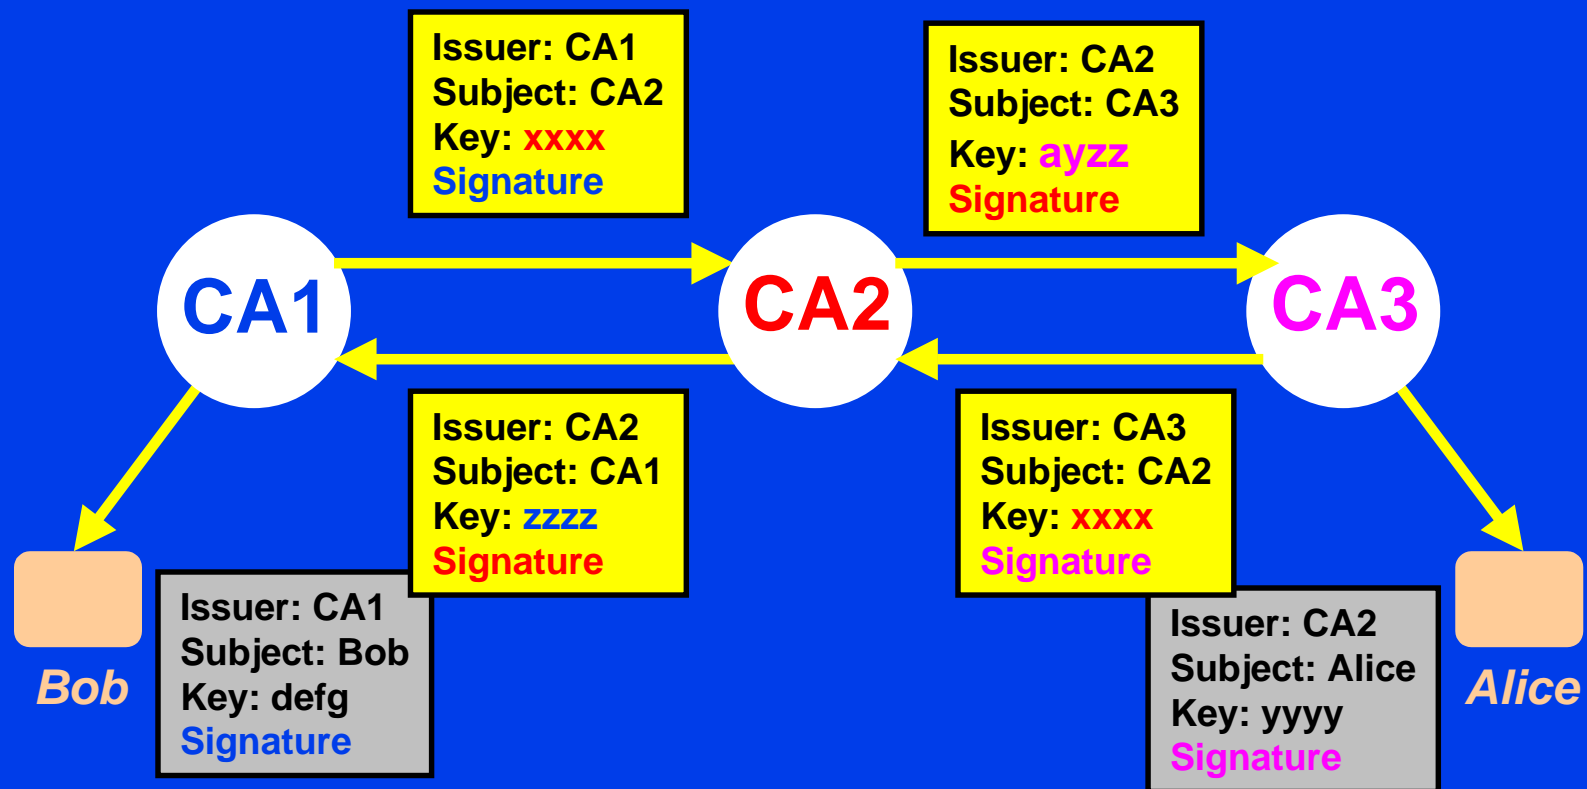 Issuer: CA1
Subject: CA2
Key: xxxx
Signature
Issuer: CA2
Subject: CA3
Key: ayzz
Signature
CA1
CA2
CA3
Issuer: CA2
Subject: CA1
Key: zzzz
Signature
Issuer: CA3
Subject: CA2
Key: xxxx
Signature
Bob
Issuer: CA1
Subject: Bob
Key: defg
Signature
Issuer: CA2
Subject: Alice
Key: yyyy
Signature
Alice